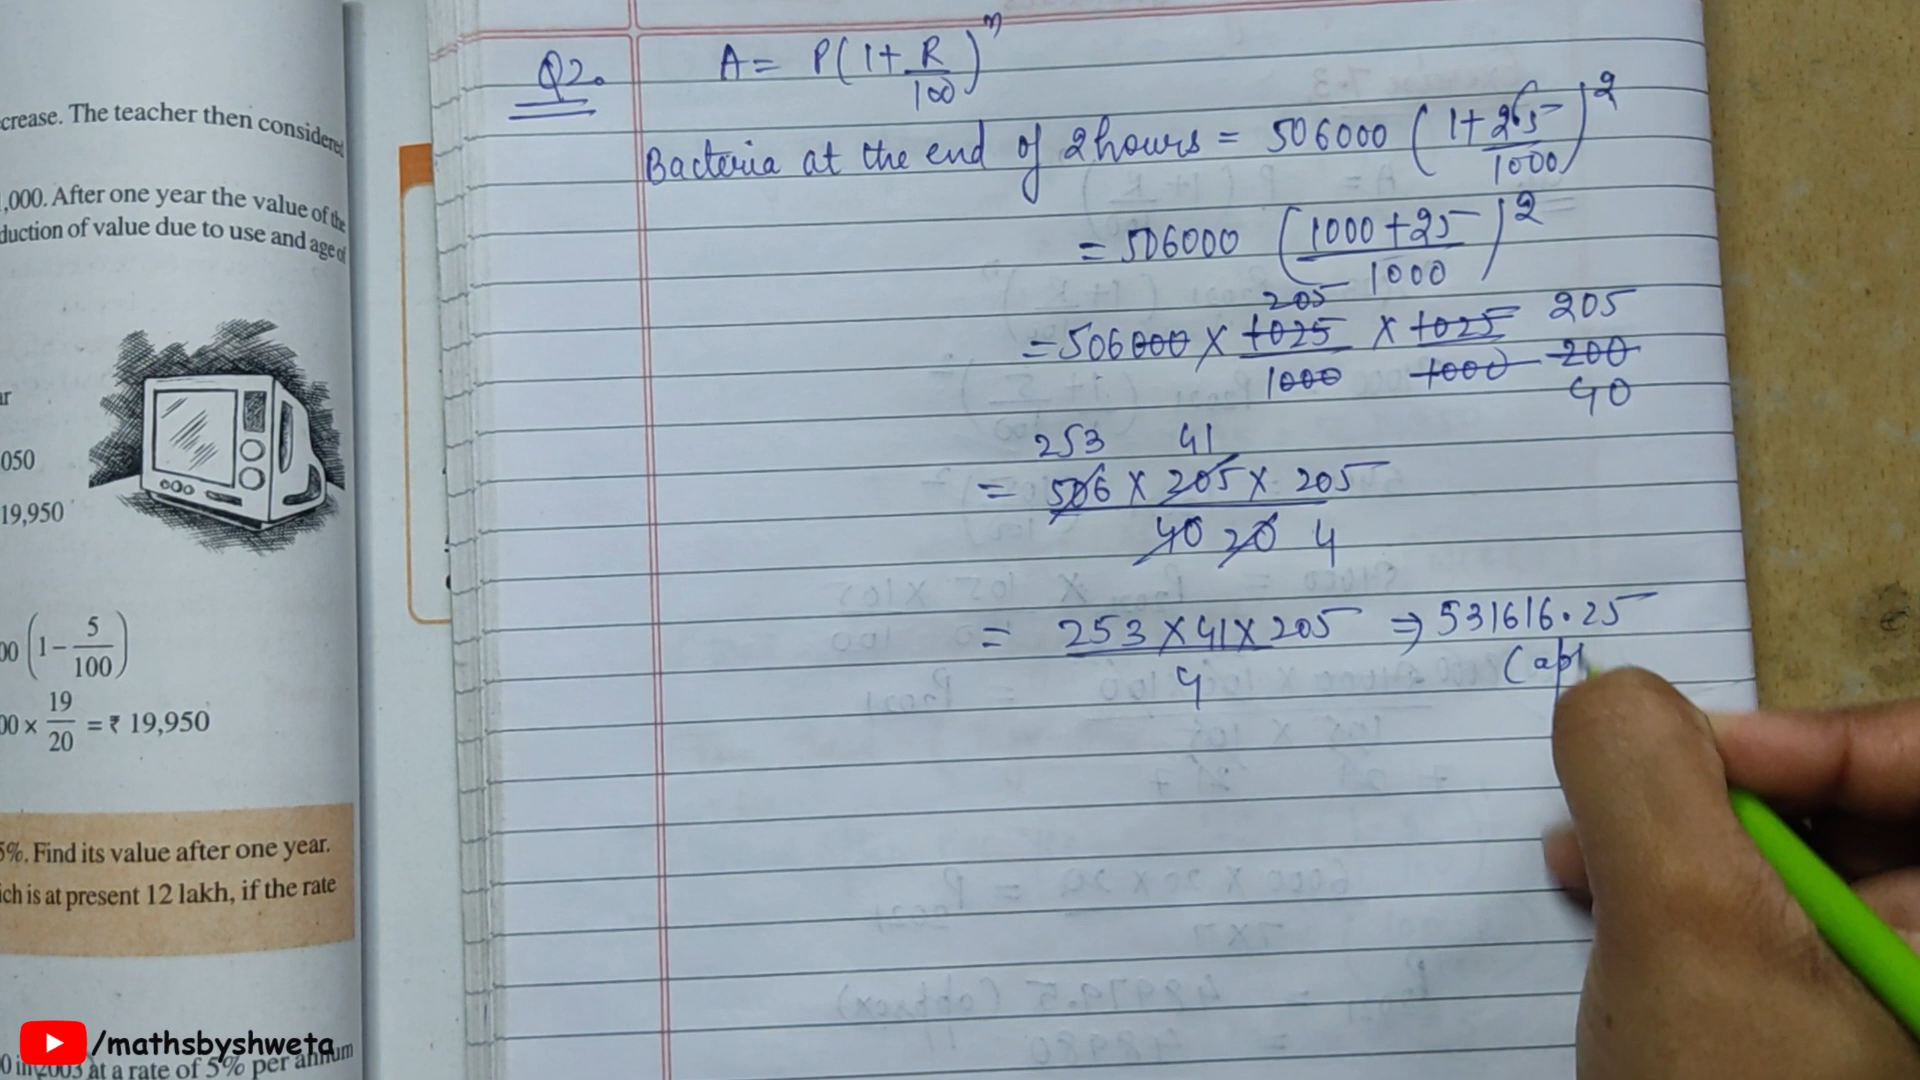 crease. The teacher then considered
,000. After one year the value of the
duction of value due to use and age of
050
19,950
00 (1 - 5/100)
00 × 19/20 = ₹ 19,950
5%. Find its value after one year.
ich is at present 12 lakh, if the rate
at a rate of 5% per annum
Q2. A = P(1 + R/100)^n
Bacteria at the end of 2 hours = 506000 (1 + 25/1000)^2
= 506000 (1000 + 25 / 1000)^2
205
= 506000 × 1025/1000 × 1025/1000 205/200
40
253 41
= 506 × 205 × 205
40 20 4
= 253 × 41 × 205 / 4 ⇒ 531616.25
(app
/mathsbyshweta